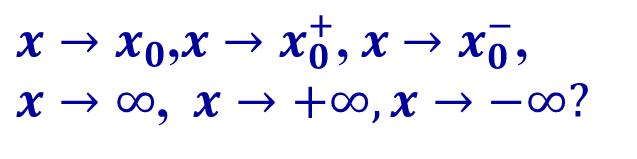 x → x₀,x → x₀⁺, x → x₀⁻,
x → ∞, x → +∞,x → −∞?